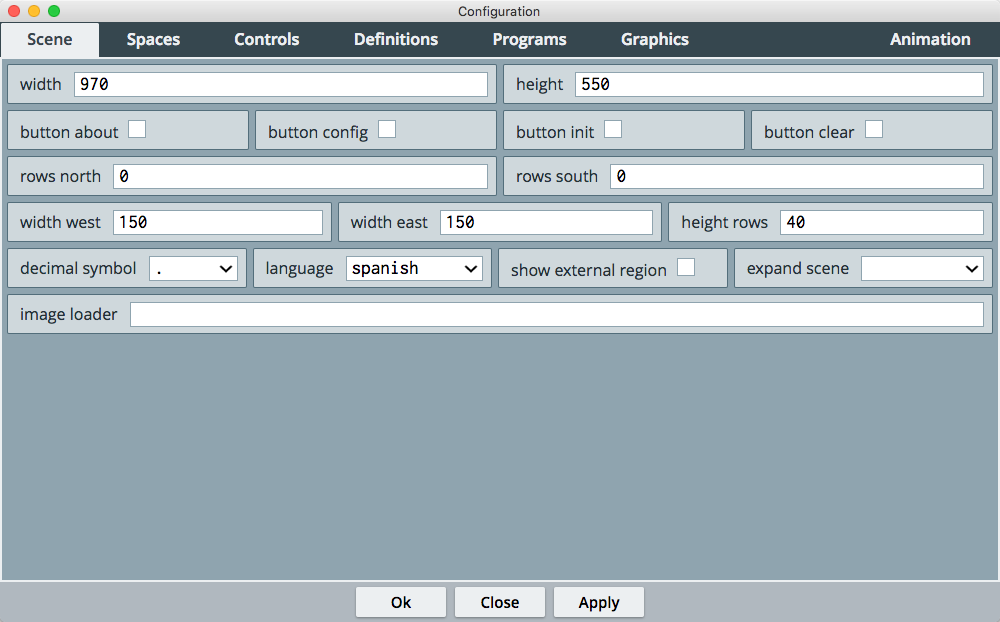 Configuration
Scene Spaces Controls Definitions Programs Graphics Animation
width 970 height 550
button about button config button init button clear
rows north 0 rows south 0
width west 150 width east 150 height rows 40
decimal symbol . language spanish show external region expand scene
image loader
Ok Close Apply